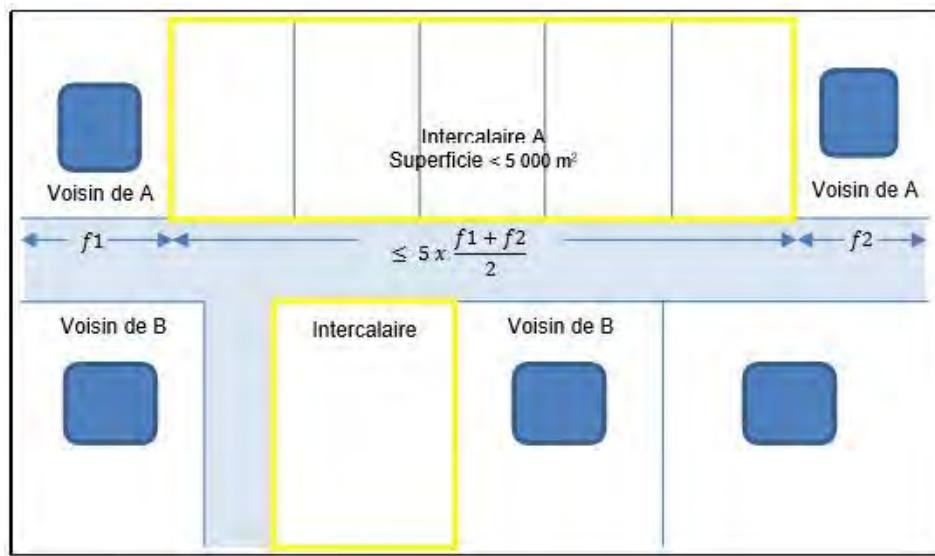 Intercalaire A
Superficie < 5 000 m²
Voisin de A
Voisin de A
f1
≤ 5 x (f1 + f2) / 2
f2
Voisin de B
Intercalaire
Voisin de B